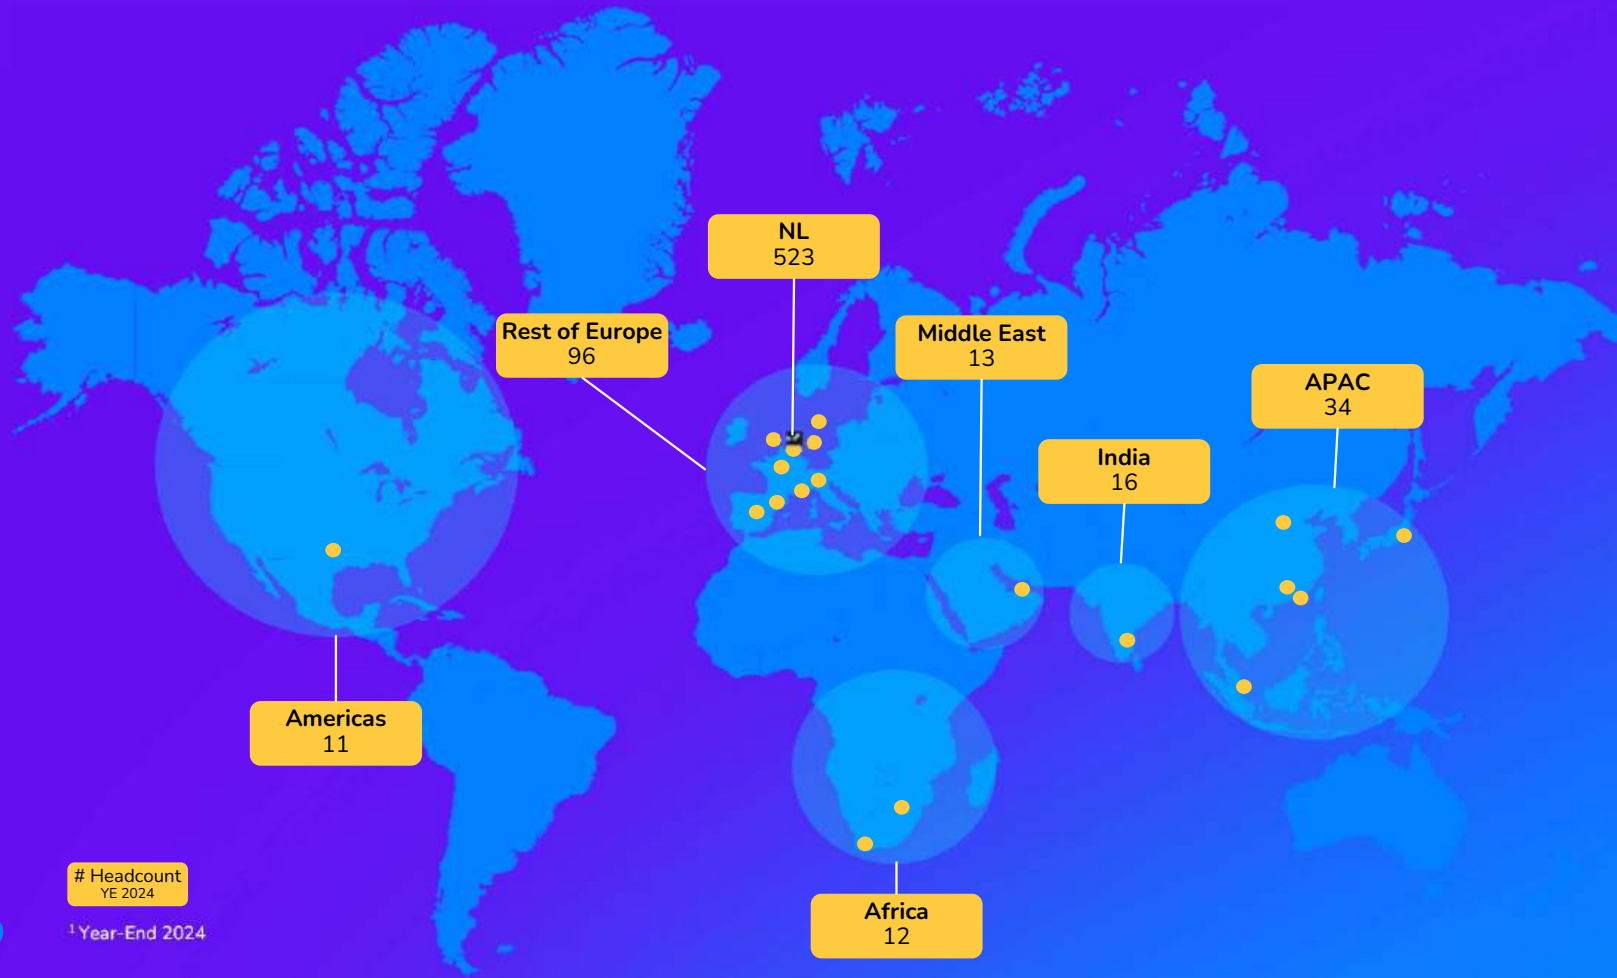 NL
523
Rest of Europe
96
Middle East
13
APAC
34
India
16
Americas
11
Africa
12
# Headcount
YE 2024
¹ Year-End 2024